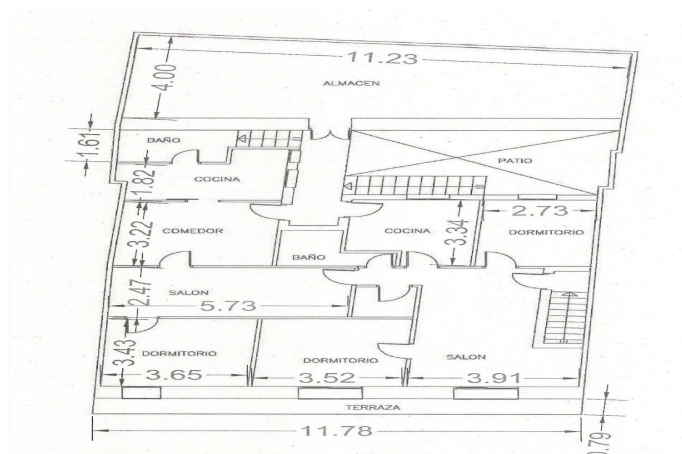 11.23
4.00
ALMACEN
1.61
BAÑO
PATIO
1.82
COCINA
2.73
3.22
COMEDOR
COCINA
3.34
DORMITORIO
BAÑO
2.47
SALON
5.73
3.43
DORMITORIO
DORMITORIO
SALON
3.65
3.52
3.91
TERRAZA
11.78
0.79